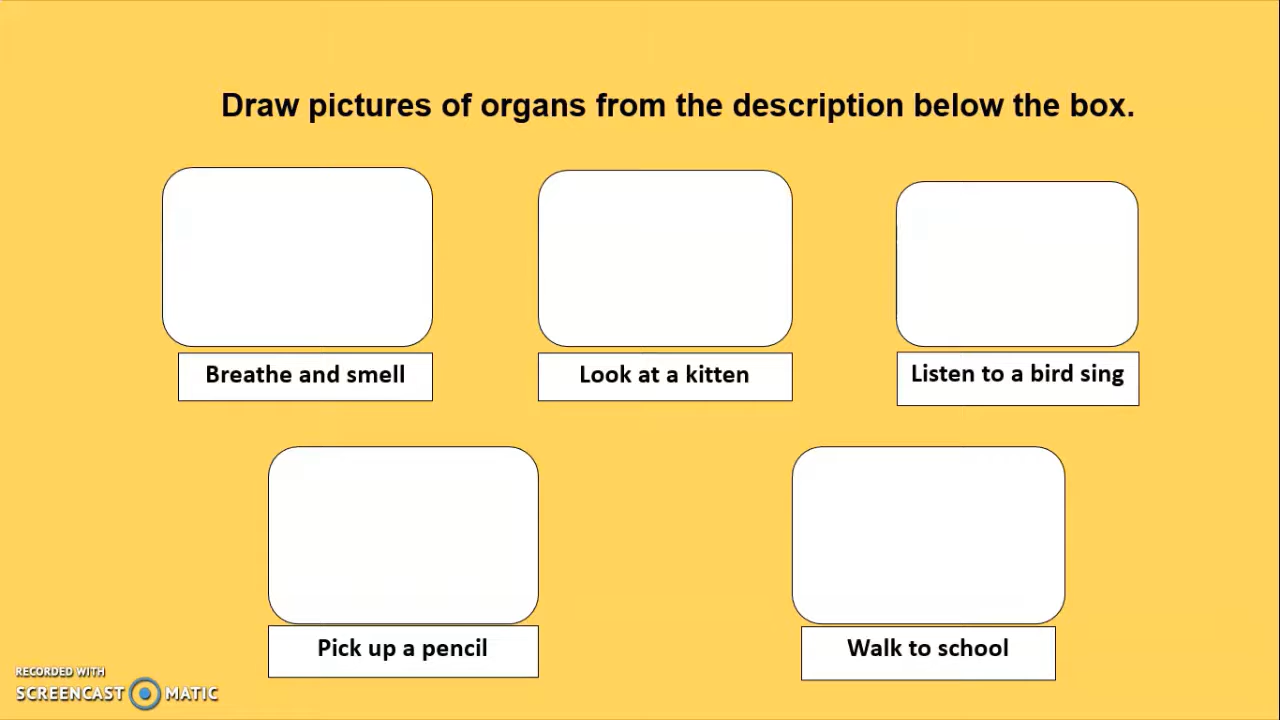 Draw pictures of organs from the description below the box.
Breathe and smell
Look at a kitten
Listen to a bird sing
Pick up a pencil
Walk to school
RECORDED WITH
SCREENCAST MATIC